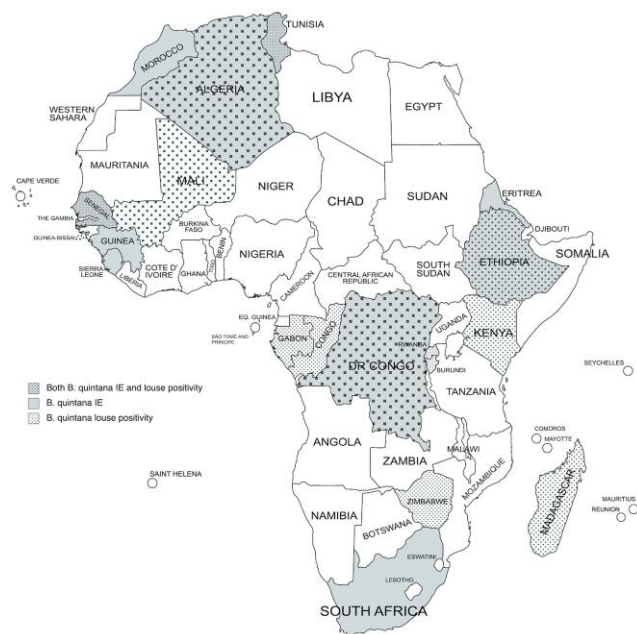 TUNISIA
MOROCCO
ALGERIA
LIBYA
EGYPT
WESTERN
SAHARA
MAURITANIA
MALI
NIGER
CHAD
SUDAN
ERITREA
CAPE VERDE
SENEGAL
THE GAMBIA
GUINEA-BISSAU
GUINEA
BURKINA
FASO
BENIN
TOGO
GHANA
COTE D'
IVOIRE
SIERRA
LEONE
LIBERIA
NIGERIA
CAMEROON
CENTRAL AFRICAN
REPUBLIC
SOUTH
SUDAN
ETHIOPIA
DJIBOUTI
SOMALIA
EQ. GUINEA
SÃO TOMÉ AND
PRÍNCIPE
GABON
CONGO
DR CONGO
UGANDA
KENYA
RWANDA
BURUNDI
TANZANIA
SEYCHELLES
Both B. quintana IE and louse positivity
B. quintana IE
B. quintana louse positivity
ANGOLA
ZAMBIA
MALAWI
MOZAMBIQUE
COMOROS
MAYOTTE
SAINT HELENA
MADAGASCAR
MAURITIUS
REUNION
ZIMBABWE
NAMIBIA
BOTSWANA
ESWATINI
LESOTHO
SOUTH AFRICA